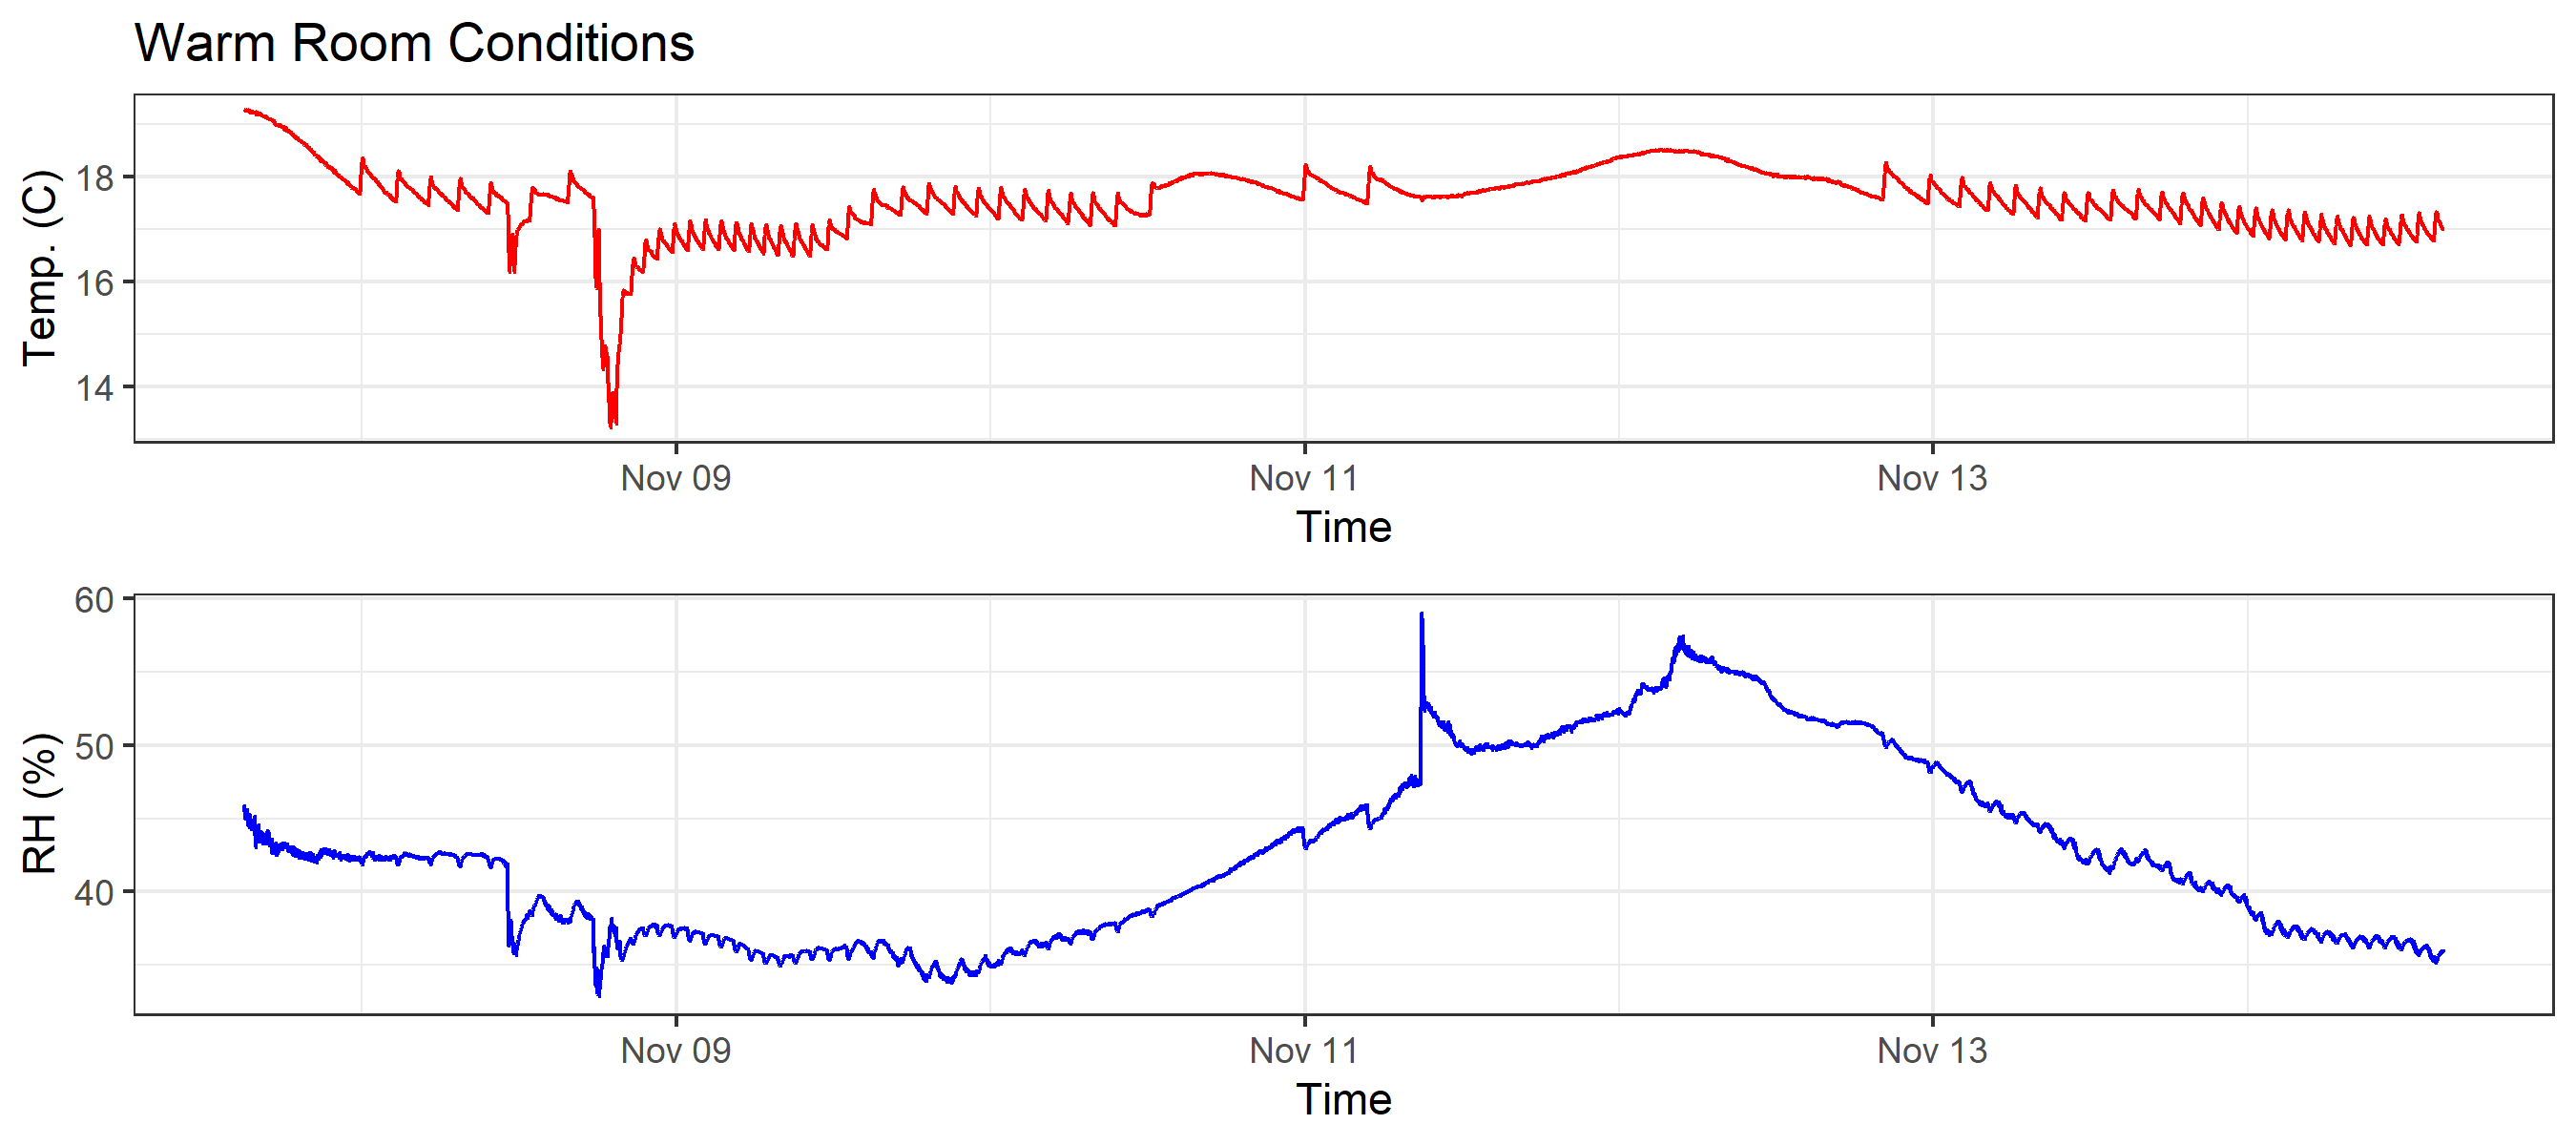 Warm Room Conditions
Temp. (C)
18
16
14
Nov 09 Nov 11 Nov 13
Time
RH (%)
60
50
40
Nov 09 Nov 11 Nov 13
Time